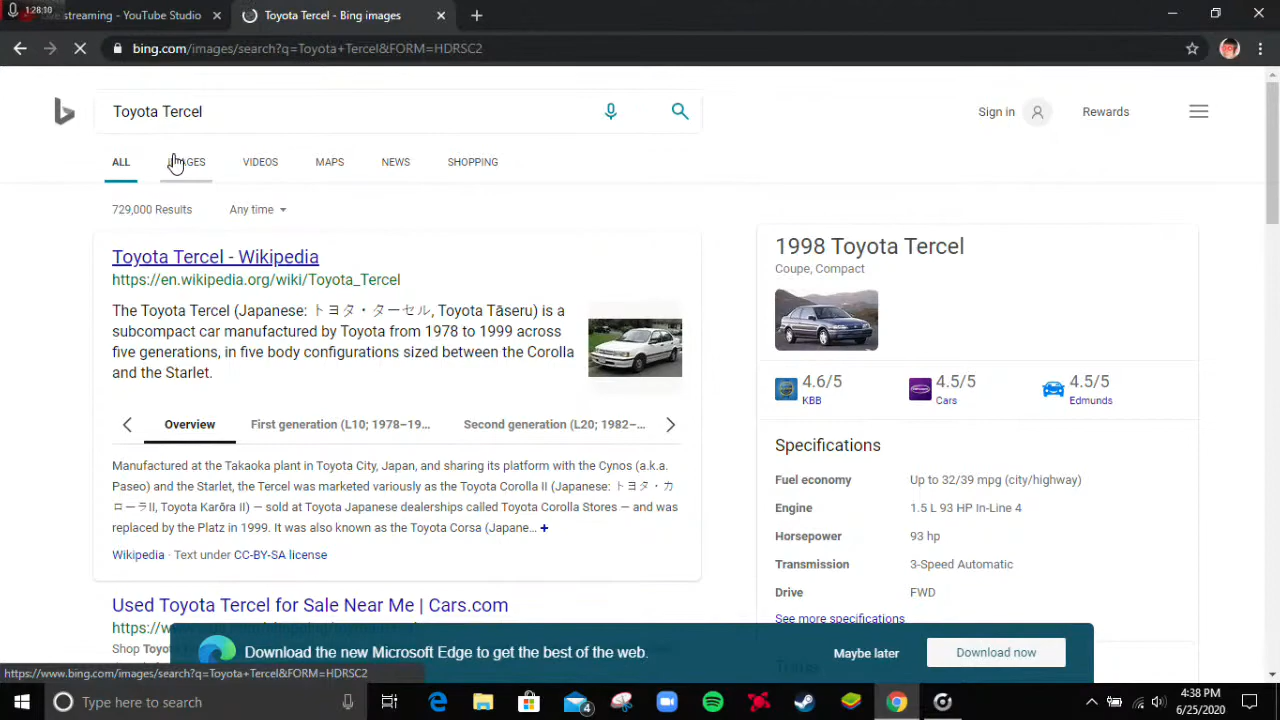 1:28:10
streaming - YouTube Studio
Toyota Tercel - Bing images
bing.com/images/search?q=Toyota+Tercel&FORM=HDRSC2
Toyota Tercel
Sign in
Rewards
ALL
VIDEOS
MAPS
NEWS
SHOPPING
729,000 Results
Any time
Toyota Tercel - Wikipedia
https://en.wikipedia.org/wiki/Toyota_Tercel
The Toyota Tercel (Japanese: トヨタ・ターセル, Toyota Tāseru) is a
subcompact car manufactured by Toyota from 1978 to 1999 across
five generations, in five body configurations sized between the Corolla
and the Starlet.
Overview
First generation (L10; 1978–19...
Second generation (L20; 1982–...
Manufactured at the Takaoka plant in Toyota City, Japan, and sharing its platform with the Cynos (a.k.a.
Paseo) and the Starlet, the Tercel was marketed variously as the Toyota Corolla II (Japanese: トヨタ・カ
ローラII, Toyota Karōra II) — sold at Toyota Japanese dealerships called Toyota Corolla Stores — and was
replaced by the Platz in 1999. It was also known as the Toyota Corsa (Japane... +
Wikipedia · Text under CC-BY-SA license
Used Toyota Tercel for Sale Near Me | Cars.com
Shop
1998 Toyota Tercel
Coupe, Compact
4.6/5
KBB
4.5/5
Cars
4.5/5
Edmunds
Specifications
Fuel economy Up to 32/39 mpg (city/highway)
Engine 1.5 L 93 HP In-Line 4
Horsepower 93 hp
Transmission 3-Speed Automatic
Drive FWD
See more specifications
Download the new Microsoft Edge to get the best of the web.
Maybe later
Download now
https://www.bing.com/images/search?q=Toyota+Tercel&FORM=HDRSC2
Type here to search
4
4:38 PM
6/25/2020